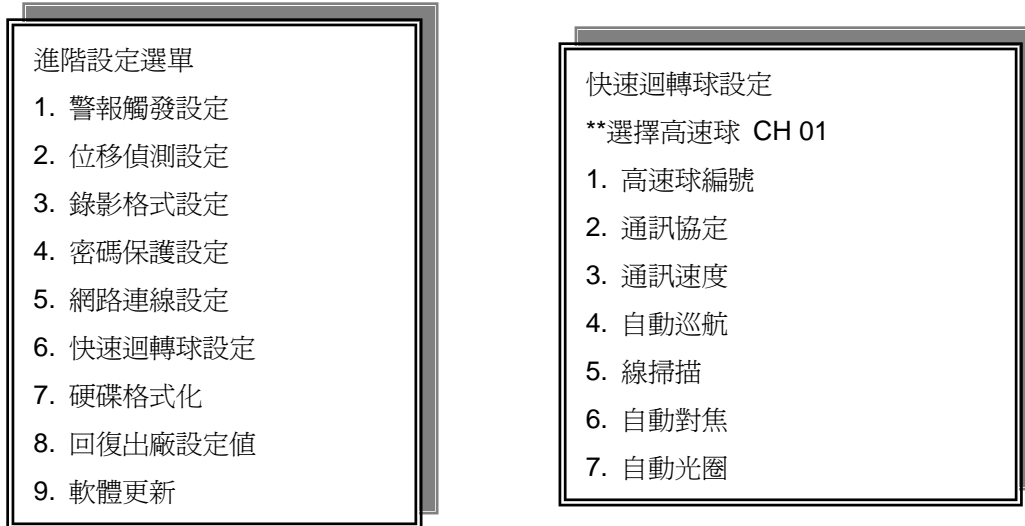 進階設定選單
1. 警報觸發設定
2. 位移偵測設定
3. 錄影格式設定
4. 密碼保護設定
5. 網路連線設定
6. 快速迴轉球設定
7. 硬碟格式化
8. 回復出廠設定值
9. 軟體更新
快速迴轉球設定
**選擇高速球 CH 01
1. 高速球編號
2. 通訊協定
3. 通訊速度
4. 自動巡航
5. 線掃描
6. 自動對焦
7. 自動光圈